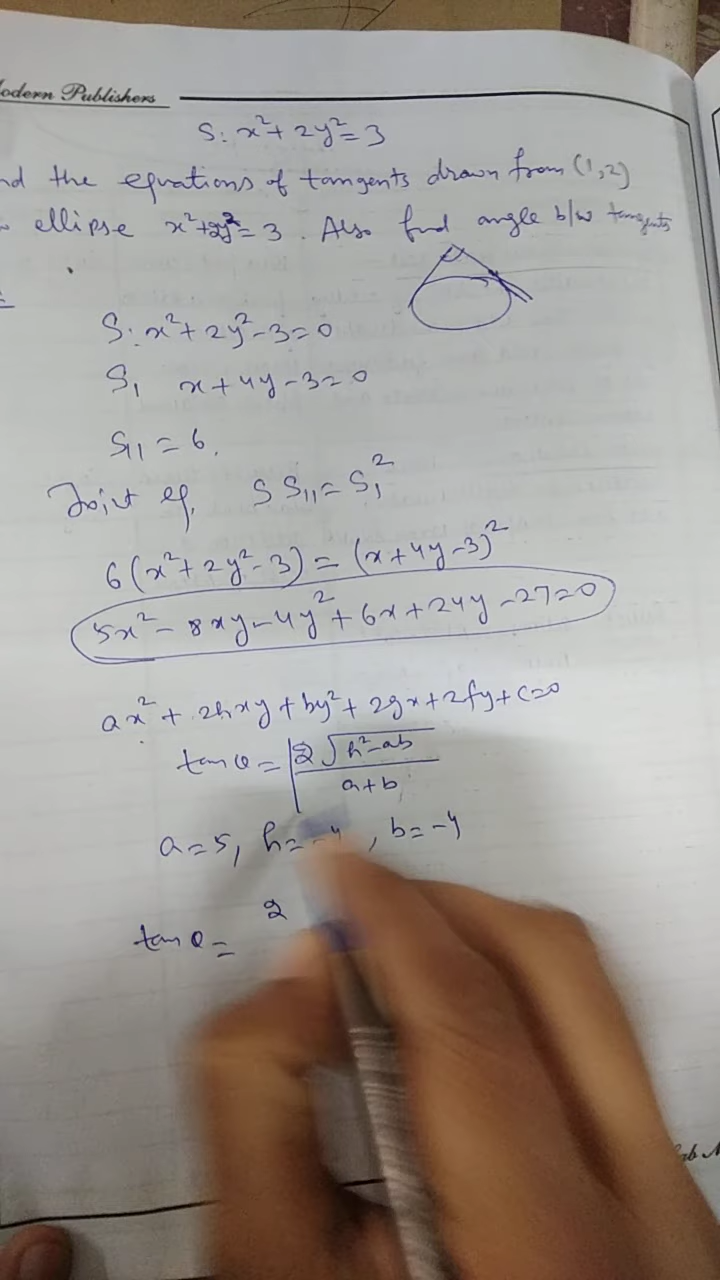 Modern Publishers
S: x²+ 2y²= 3
nd the equations of tangents drawn from (1,2)
ellipse x²+2y²= 3. Also find angle b/w tangents
S: x²+ 2y²-3=0
S₁ x+4y-3=0
S₁₁ = 6.
Joint eq. S S₁₁= S₁²
6(x²+2y²-3) = (x+4y-3)²
5x²- 8xy-4y²+6x+24y-27=0
ax²+ 2hxy+by²+2gx+2fy+c=0
tan θ = |2√h²-ab / a+b
a=5, h=-4, b=-4
tan θ = 2